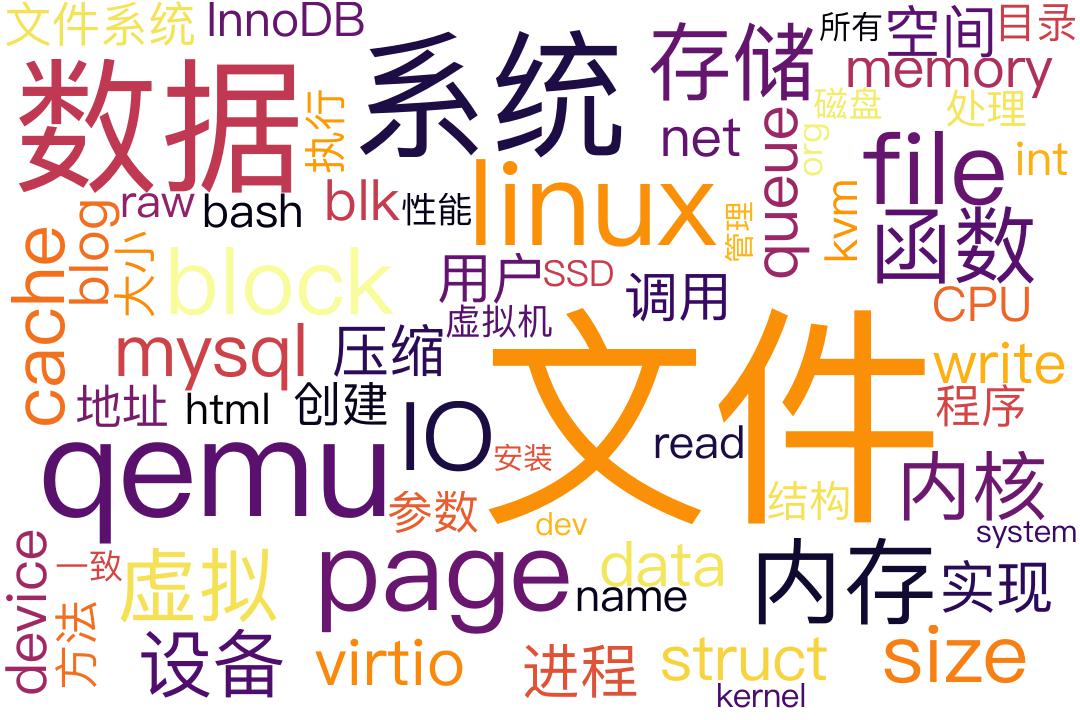 文件系统
InnoDB
所有
空间
目录
数据
系统
存储
memory
执行
net
queue
磁盘
org
处理
raw
bash
blk
性能
linux
file
int
blog
大小
管理
kvm
函数
cache
block
用户
SSD
调用
CPU
虚拟机
mysql
压缩
文件
write
地址
html
创建
IO
read
程序
qemu
安装
参数
结构
内核
dev
system
device
一致
虚拟
page
data
name
内存
实现
方法
设备
virtio
进程
struct
size
kernel